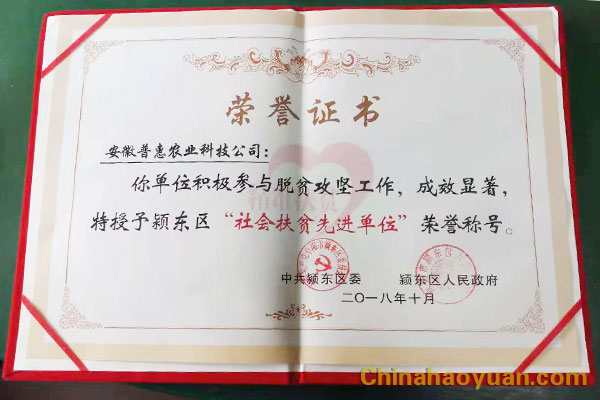 荣誉证书
安徽普惠农业科技公司：
你单位积极参与脱贫攻坚工作，成效显著，
特授予颍东区“社会扶贫先进单位”荣誉称号。
中共颍东区委 颍东区人民政府
二〇一八年十月
Chinahaoyuan.com